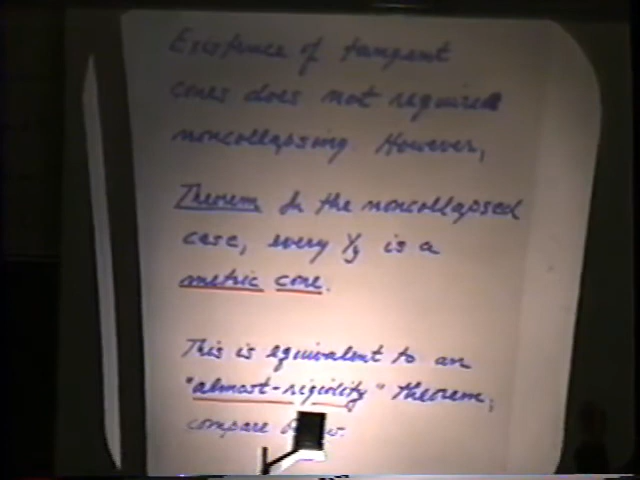 Existence of tangent
cones does not require
noncollapsing. However,
Theorem In the noncollapsed
case, every Yy is a
metric cone.
This is equivalent to an
"almost-rigidity" theorem;
compare